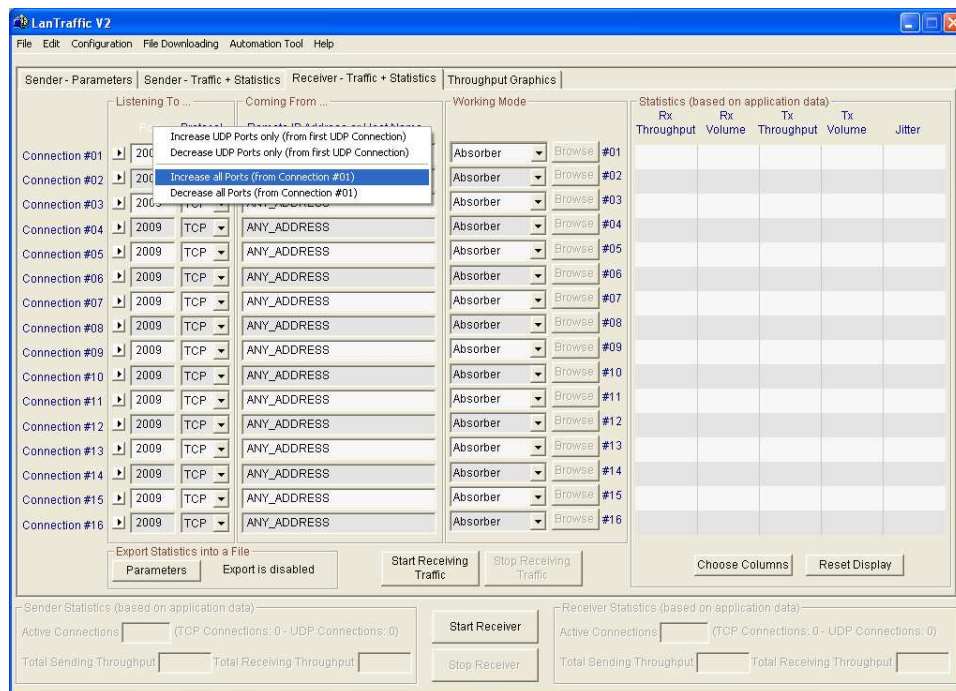 LanTraffic V2
File Edit Configuration File Downloading Automation Tool Help
Sender - Parameters Sender - Traffic + Statistics Receiver - Traffic + Statistics Throughput Graphics
Listening To ... Coming From ... Working Mode Statistics (based on application data)
Rx Throughput Rx Volume Tx Throughput Tx Volume Jitter
Increase UDP Ports only (from first UDP Connection)
Decrease UDP Ports only (from first UDP Connection)
Increase all Ports (from Connection #01)
Decrease all Ports (from Connection #01)
Connection #01 Absorber Browse #01
Connection #02 Absorber Browse #02
Connection #03 TCP ANY_ADDRESS Absorber Browse #03
Connection #04 2009 TCP ANY_ADDRESS Absorber Browse #04
Connection #05 2009 TCP ANY_ADDRESS Absorber Browse #05
Connection #06 2009 TCP ANY_ADDRESS Absorber Browse #06
Connection #07 2009 TCP ANY_ADDRESS Absorber Browse #07
Connection #08 2009 TCP ANY_ADDRESS Absorber Browse #08
Connection #09 2009 TCP ANY_ADDRESS Absorber Browse #09
Connection #10 2009 TCP ANY_ADDRESS Absorber Browse #10
Connection #11 2009 TCP ANY_ADDRESS Absorber Browse #11
Connection #12 2009 TCP ANY_ADDRESS Absorber Browse #12
Connection #13 2009 TCP ANY_ADDRESS Absorber Browse #13
Connection #14 2009 TCP ANY_ADDRESS Absorber Browse #14
Connection #15 2009 TCP ANY_ADDRESS Absorber Browse #15
Connection #16 2009 TCP ANY_ADDRESS Absorber Browse #16
Export Statistics into a File
Parameters Export is disabled
Start Receiving Traffic
Stop Receiving Traffic
Choose Columns Reset Display
Sender Statistics (based on application data)
Active Connections (TCP Connections: 0 - UDP Connections: 0)
Total Sending Throughput Total Receiving Throughput
Start Receiver
Stop Receiver
Receiver Statistics (based on application data)
Active Connections (TCP Connections: 0 - UDP Connections: 0)
Total Sending Throughput Total Receiving Throughput